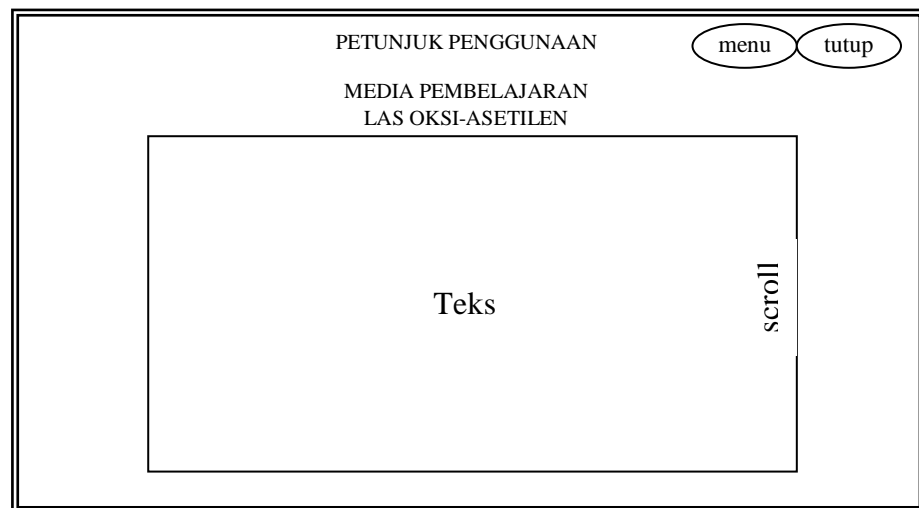 PETUNJUK PENGGUNAAN
menu
tutup
MEDIA PEMBELAJARAN
LAS OKSI-ASETILEN
Teks
scroll